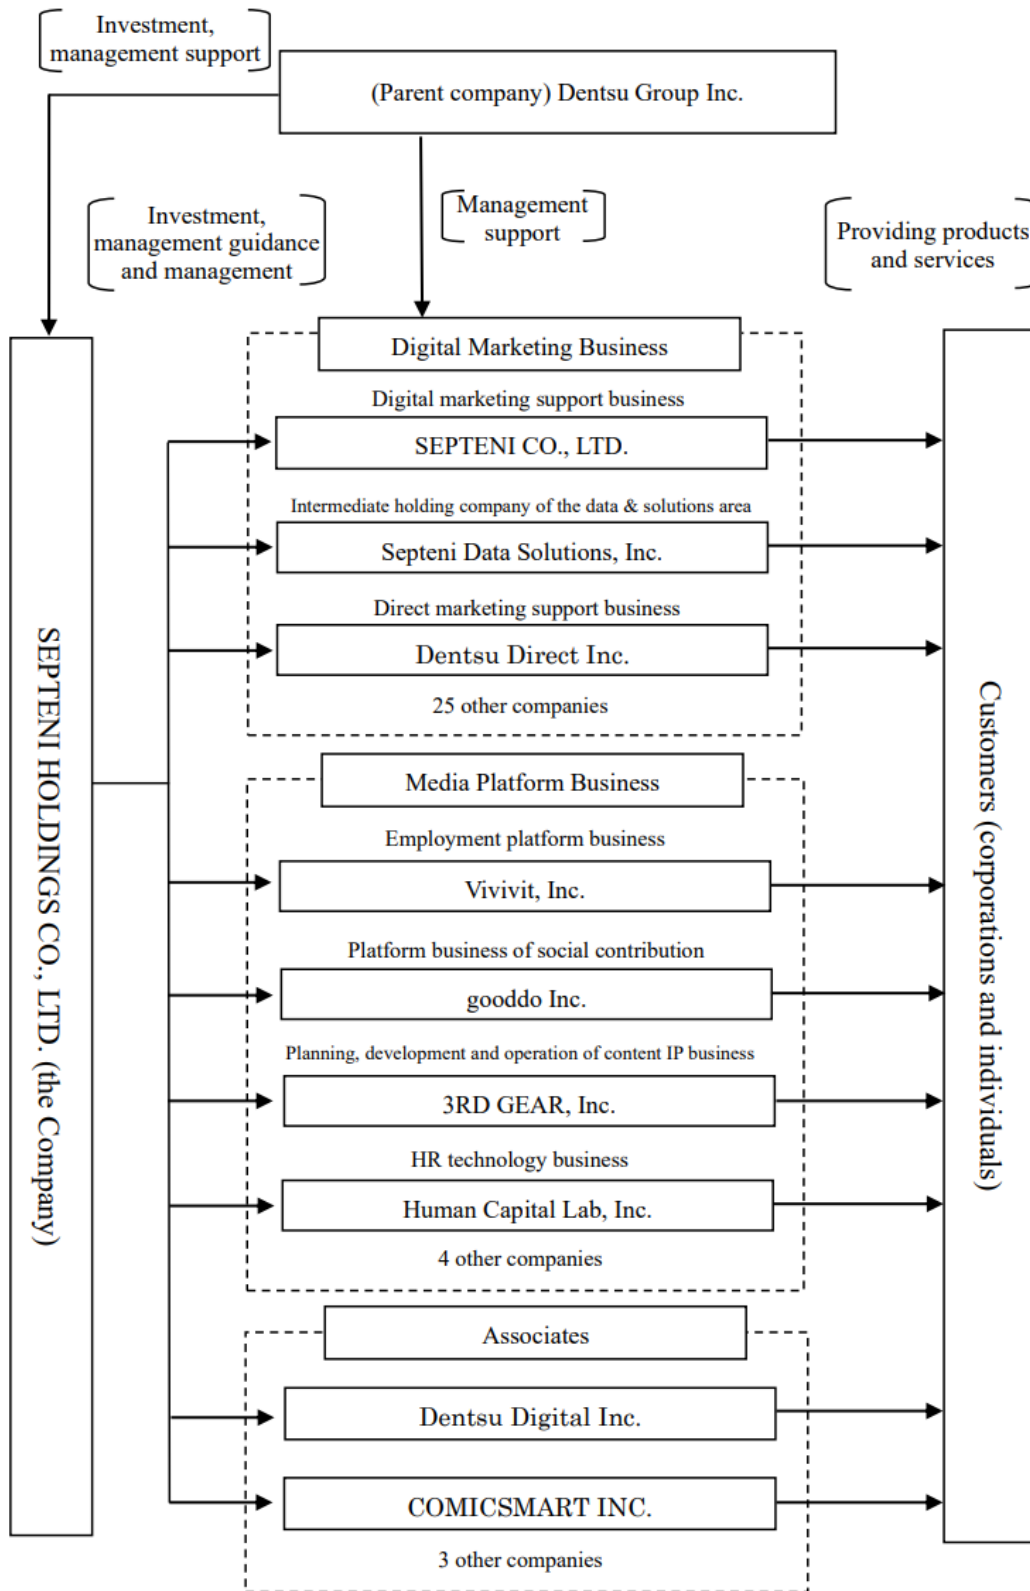 Investment,
management support
(Parent company) Dentsu Group Inc.
Investment,
management guidance
and management
Management
support
Providing products
and services
SEPTENI HOLDINGS CO., LTD. (the Company)
Digital Marketing Business
Digital marketing support business
SEPTENI CO., LTD.
Intermediate holding company of the data & solutions area
Septeni Data Solutions, Inc.
Direct marketing support business
Dentsu Direct Inc.
25 other companies
Media Platform Business
Employment platform business
Vivivit, Inc.
Platform business of social contribution
gooddo Inc.
Planning, development and operation of content IP business
3RD GEAR, Inc.
HR technology business
Human Capital Lab, Inc.
4 other companies
Associates
Dentsu Digital Inc.
COMICSMART INC.
3 other companies
Customers (corporations and individuals)